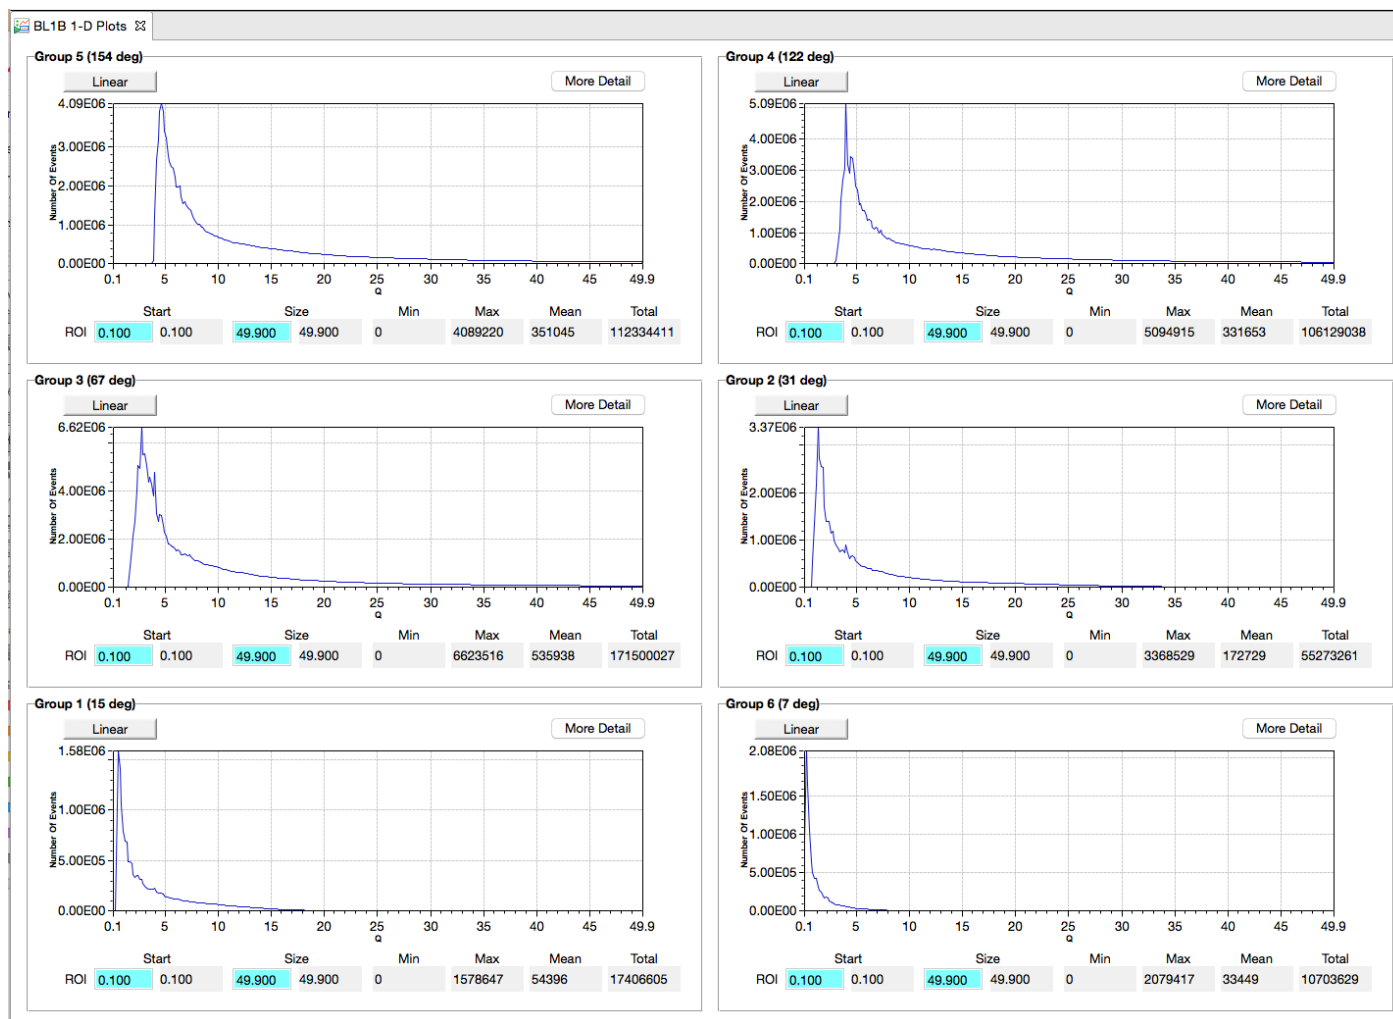 BL1B 1-D Plots
Group 5 (154 deg)
Linear
More Detail
4.09E06
3.00E06
2.00E06
1.00E06
0.00E00
Number Of Events
0.1 5 10 15 20 25 30 35 40 45 49.9
Q
Start Size Min Max Mean Total
ROI 0.100 0.100 49.900 49.900 0 4089220 351045 112334411
Group 4 (122 deg)
Linear
More Detail
5.09E06
4.00E06
3.00E06
2.00E06
1.00E06
0.00E00
Number Of Events
0.1 5 10 15 20 25 30 35 40 45 49.9
Q
Start Size Min Max Mean Total
ROI 0.100 0.100 49.900 49.900 0 5094915 331653 106129038
Group 3 (67 deg)
Linear
More Detail
6.62E06
4.00E06
2.00E06
0.00E00
Number Of Events
0.1 5 10 15 20 25 30 35 40 45 49.9
Q
Start Size Min Max Mean Total
ROI 0.100 0.100 49.900 49.900 0 6623516 535938 171500027
Group 2 (31 deg)
Linear
More Detail
3.37E06
2.00E06
1.00E06
0.00E00
Number Of Events
0.1 5 10 15 20 25 30 35 40 45 49.9
Q
Start Size Min Max Mean Total
ROI 0.100 0.100 49.900 49.900 0 3368529 172729 55273261
Group 1 (15 deg)
Linear
More Detail
1.58E06
1.00E06
5.00E05
0.00E00
Number Of Events
0.1 5 10 15 20 25 30 35 40 45 49.9
Q
Start Size Min Max Mean Total
ROI 0.100 0.100 49.900 49.900 0 1578647 54396 17406605
Group 6 (7 deg)
Linear
More Detail
2.08E06
1.50E06
1.00E06
5.00E05
0.00E00
Number Of Events
0.1 5 10 15 20 25 30 35 40 45 49.9
Q
Start Size Min Max Mean Total
ROI 0.100 0.100 49.900 49.900 0 2079417 33449 10703629